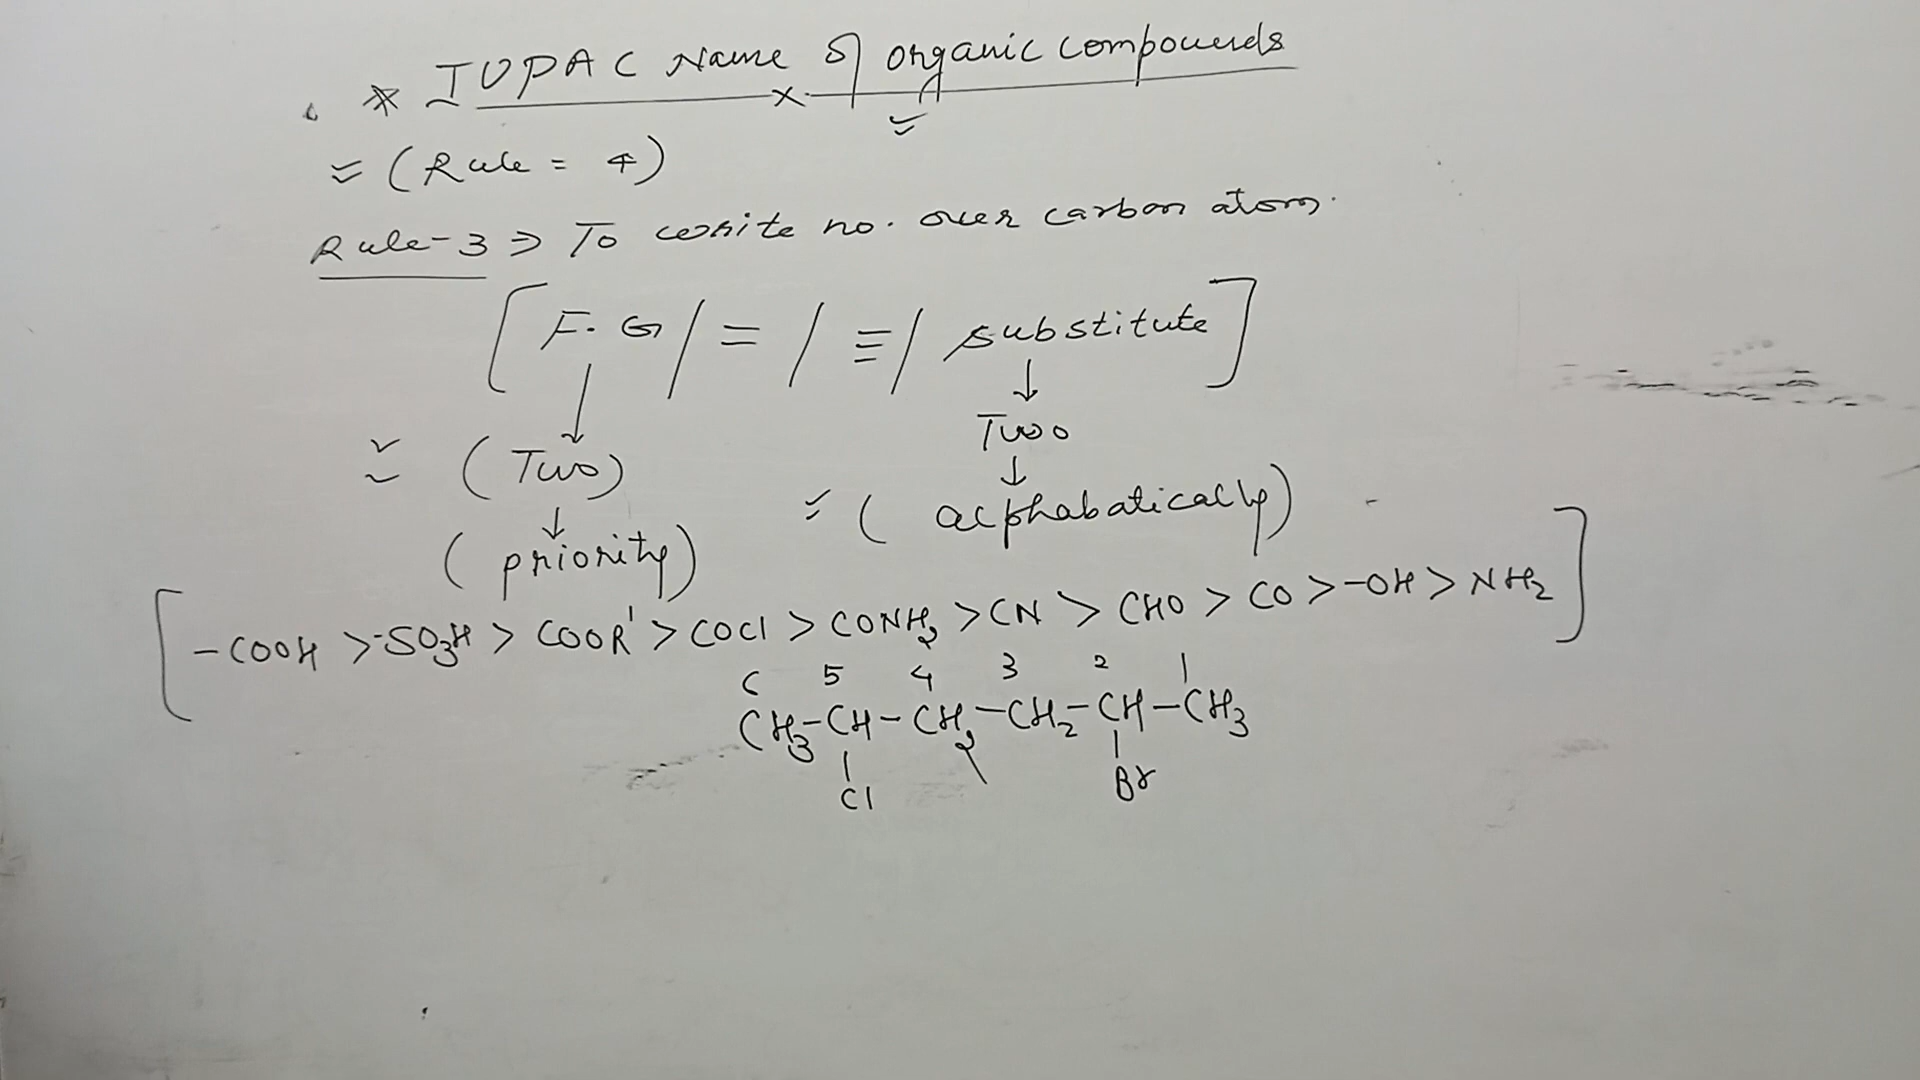 * IUPAC Name of organic compounds
(Rule = 4)
Rule-3 ⇒ To write no. over carbon atom.
[F.G / = / ≡ / substitute]
↓ ↓
(Two) Two
↓ ↓
(priority) (alphabatically)
[-COOH > -SO3H > COOR' > COCl > CONH2 > CN > CHO > CO > -OH > NH2]
6 5 4 3 2 1
CH3-CH-CH2-CH2-CH-CH3
Cl Br